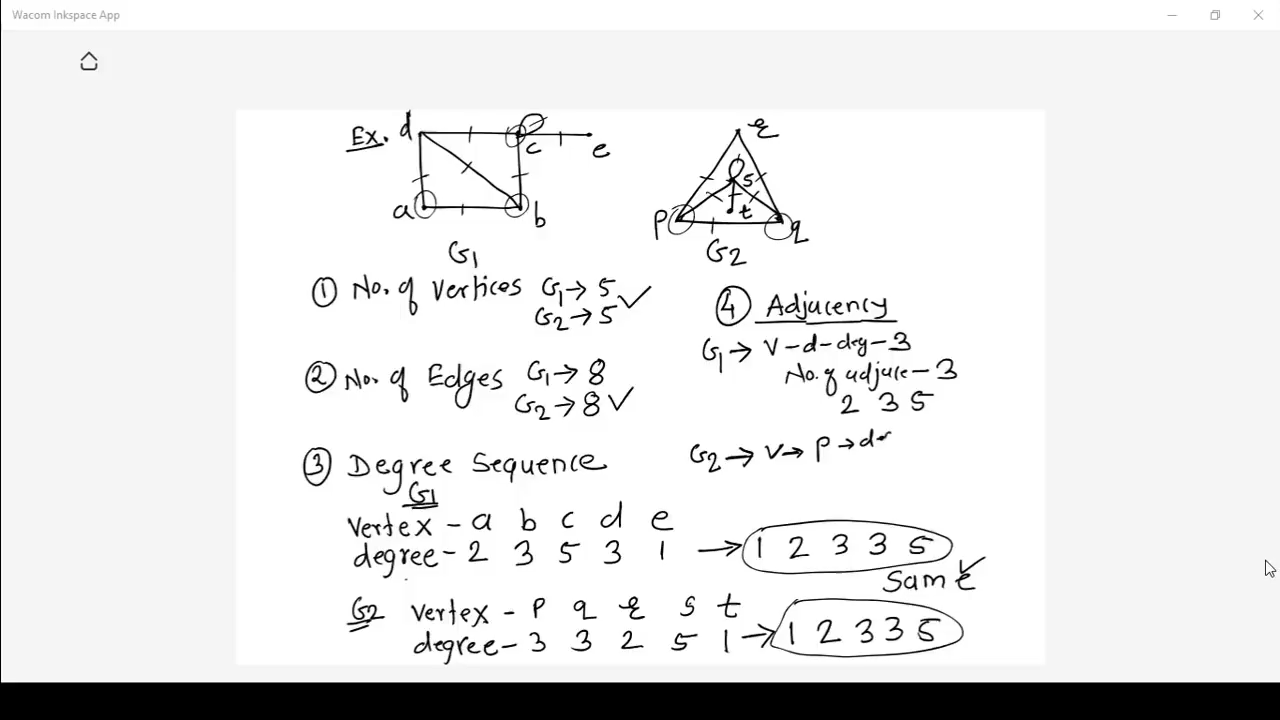 Wacom Inkspace App
Ex.
d
c
e
a
b
G1
r
s
t
p
q
G2
① No. of Vertices G1→5
G2→5 ✓
② No. of Edges G1→8
G2→8 ✓
③ Degree Sequence
G1
vertex - a b c d e
degree - 2 3 5 3 1 → 1 2 3 3 5
Same ✓
G2 vertex - p q r s t
degree - 3 3 2 5 1 → 1 2 3 3 5
④ Adjacency
G1→ V-d-deg-3
No. of adjace-3
2 3 5
G2→ V→ P→de